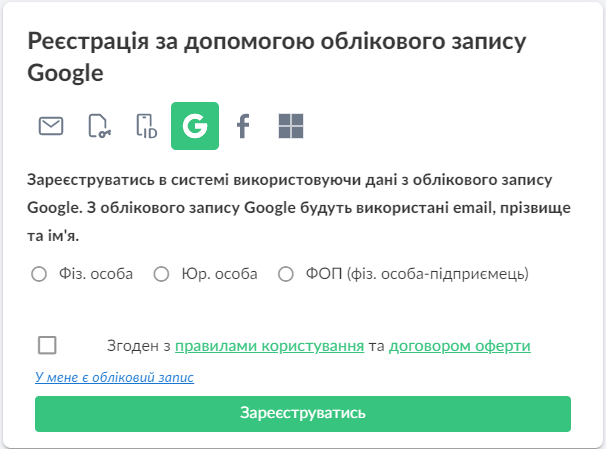 Реєстрація за допомогою облікового запису
Google
ID
G
f
Зареєструватись в системі використовуючи дані з облікового запису
Google. З облікового запису Google будуть використані email, прізвище
та ім'я.
Фіз. особа Юр. особа ФОП (фіз. особа-підприємець)
Згоден з правилами користування та договором оферти
У мене є обліковий запис
Зареєструватись